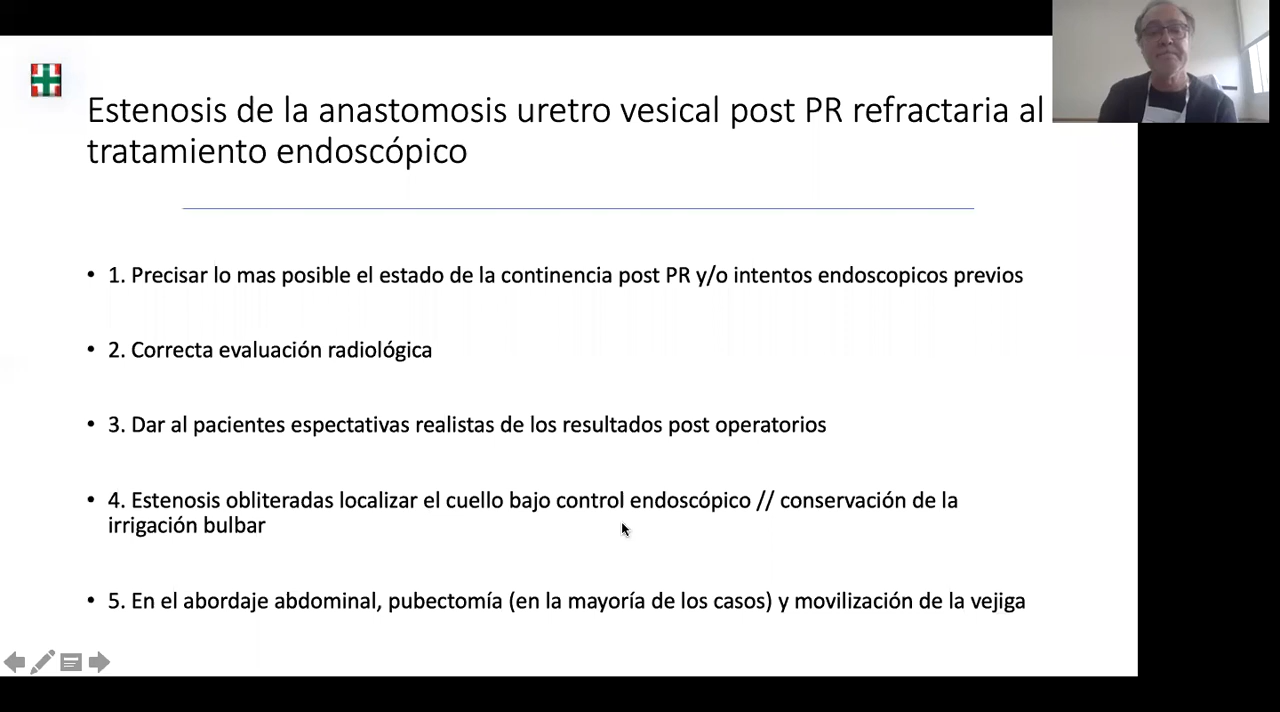 Estenosis de la anastomosis uretro vesical post PR refractaria al
tratamiento endoscópico
• 1. Precisar lo mas posible el estado de la continencia post PR y/o intentos endoscopicos previos
• 2. Correcta evaluación radiológica
• 3. Dar al pacientes espectativas realistas de los resultados post operatorios
• 4. Estenosis obliteradas localizar el cuello bajo control endoscópico // conservación de la
irrigación bulbar
• 5. En el abordaje abdominal, pubectomía (en la mayoría de los casos) y movilización de la vejiga